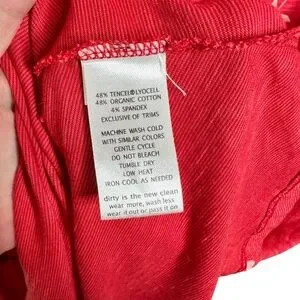 48% TENCEL®LYOCELL
48% ORGANIC COTTON
4% SPANDEX
EXCLUSIVE OF TRIMS
MACHINE WASH COLD
WITH SIMILAR COLORS
GENTLE CYCLE
DO NOT BLEACH
TUMBLE DRY
LOW HEAT
IRON COOL AS NEEDED
dirty is the new clean
wear more, wash less
wear it out or pass it on